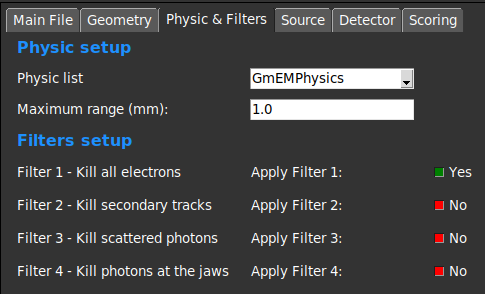 Main File Geometry Physic & Filters Source Detector Scoring
Physic setup
Physic list GmEMPhysics
Maximum range (mm): 1.0
Filters setup
Filter 1 - Kill all electrons Apply Filter 1: Yes
Filter 2 - Kill secondary tracks Apply Filter 2: No
Filter 3 - Kill scattered photons Apply Filter 3: No
Filter 4 - Kill photons at the jaws Apply Filter 4: No